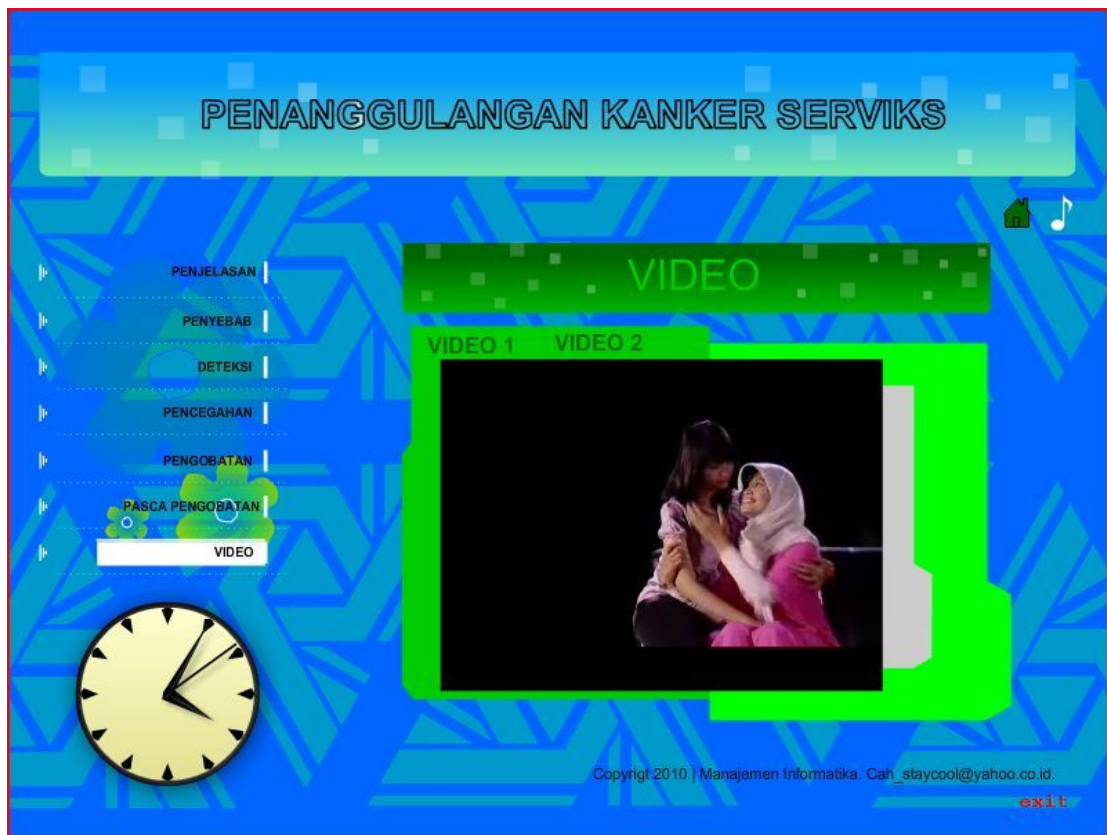 PENANGGULANGAN KANKER SERVIKS
PENJELASAN
PENYEBAB
DETEKSI
PENCEGAHAN
PENGOBATAN
PASCA PENGOBATAN
VIDEO
VIDEO
VIDEO 1 VIDEO 2
Copyrigt 2010 | Manajemen Informatika. Cah_staycool@yahoo.co.id.
exit